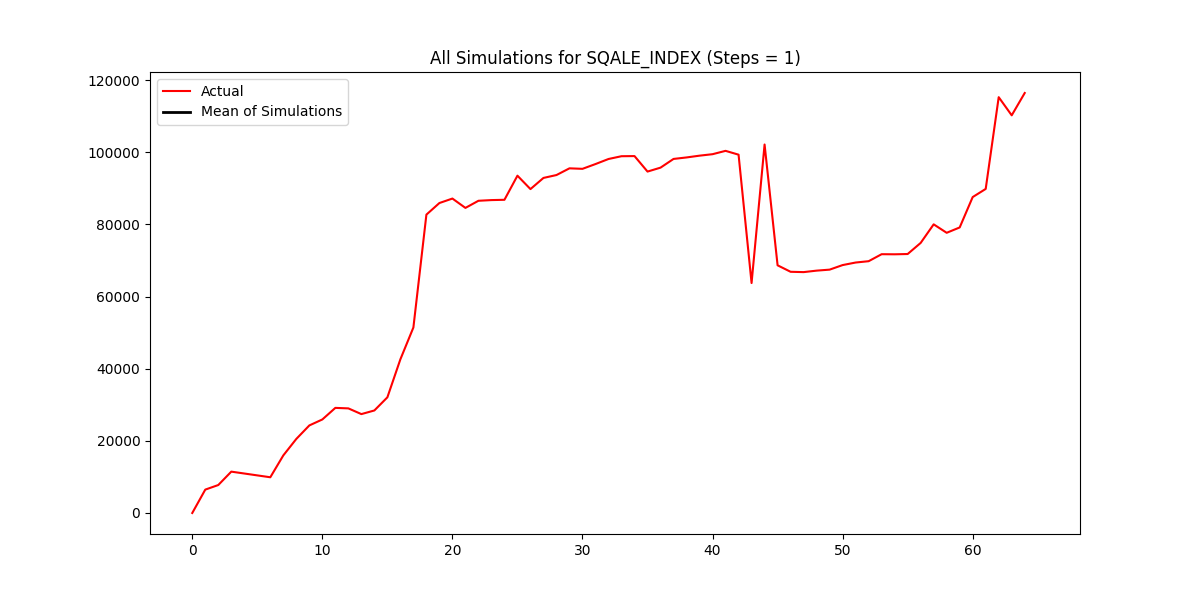 All Simulations for SQALE_INDEX (Steps = 1)
Actual
Mean of Simulations
120000
100000
80000
60000
40000
20000
0
0 10 20 30 40 50 60